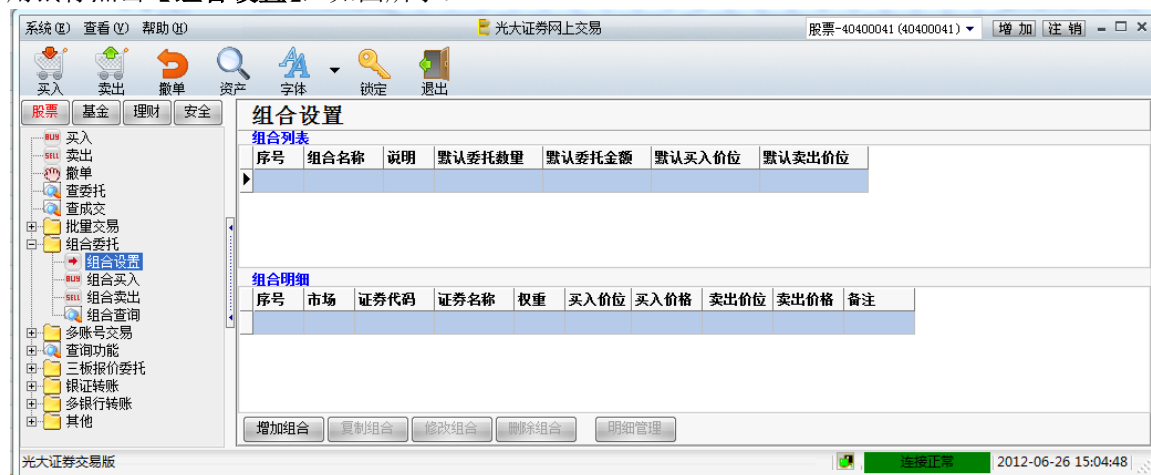 系统(E) 查看(V) 帮助(H) 光大证券网上交易 股票-40400041 (40400041) 增 加 注 销
买入 卖出 撤单 资产 字体 锁定 退出
股票 基金 理财 安全
买入
卖出
撤单
查委托
查成交
批量交易
组合委托
组合设置
组合买入
组合卖出
组合查询
多账号交易
查询功能
三板报价委托
银证转账
多银行转账
其他
组合设置
组合列表
序号 组合名称 说明 默认委托数量 默认委托金额 默认买入价位 默认卖出价位
组合明细
序号 市场 证券代码 证券名称 权重 买入价位 买入价格 卖出价位 卖出价格 备注
增加组合 复制组合 修改组合 删除组合 明细管理
光大证券交易版 连接正常 2012-06-26 15:04:48